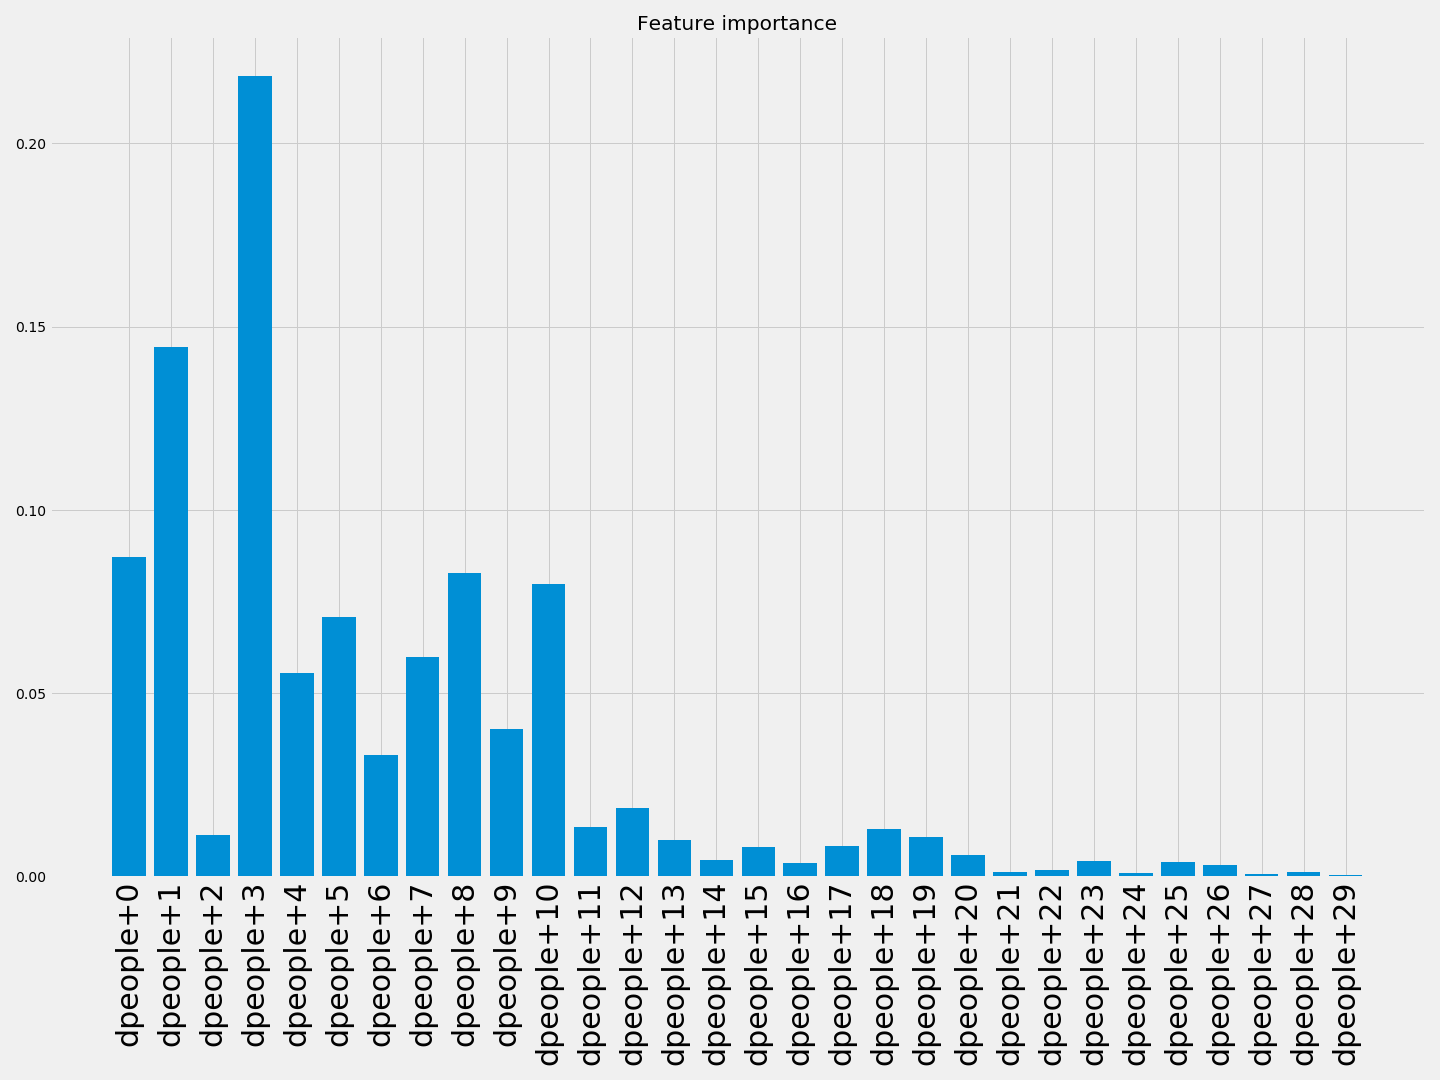 Feature importance
0.20
0.15
0.10
0.05
0.00
dpeople+0
dpeople+1
dpeople+2
dpeople+3
dpeople+4
dpeople+5
dpeople+6
dpeople+7
dpeople+8
dpeople+9
dpeople+10
dpeople+11
dpeople+12
dpeople+13
dpeople+14
dpeople+15
dpeople+16
dpeople+17
dpeople+18
dpeople+19
dpeople+20
dpeople+21
dpeople+22
dpeople+23
dpeople+24
dpeople+25
dpeople+26
dpeople+27
dpeople+28
dpeople+29